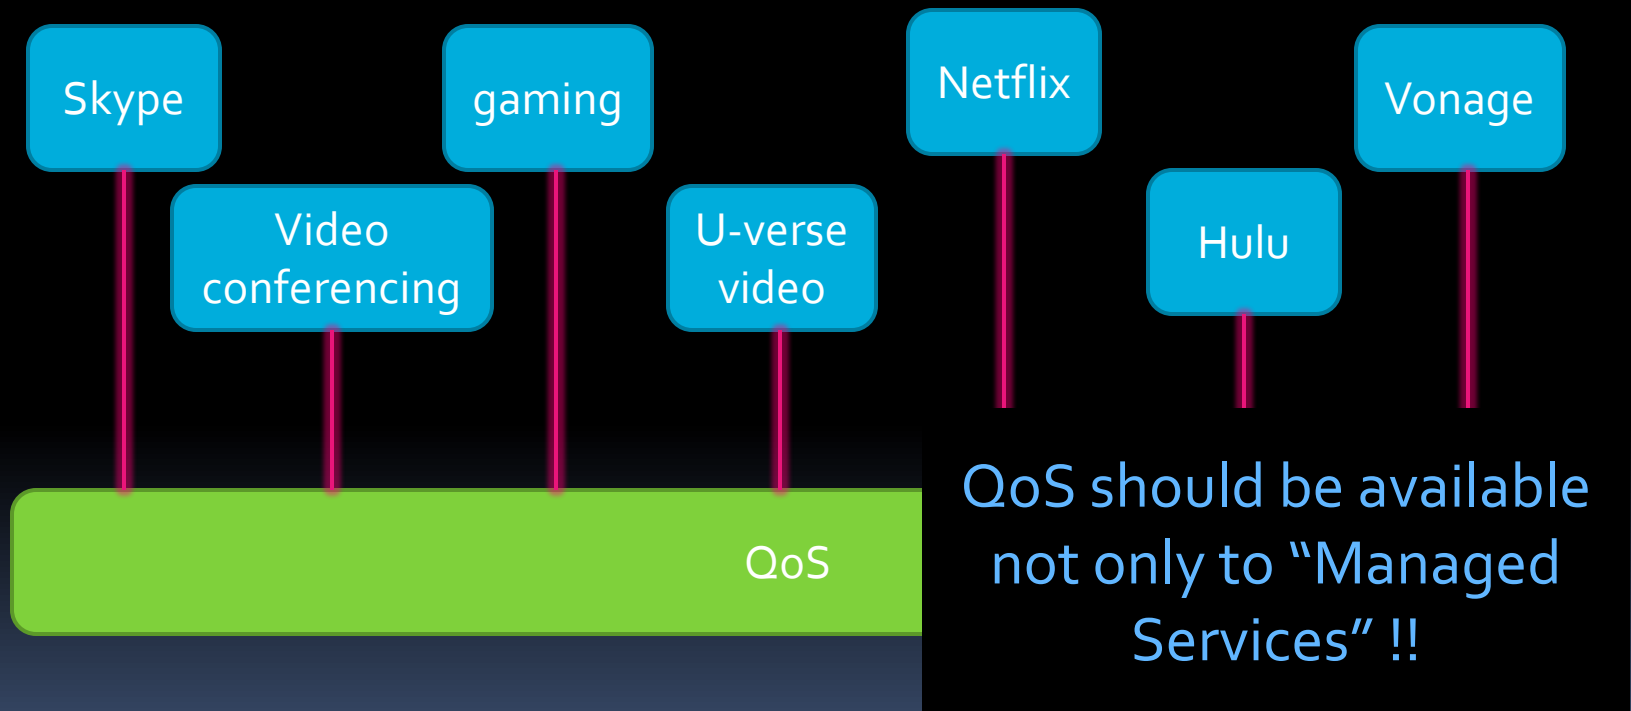 Skype
gaming
Netflix
Vonage
Video
conferencing
U-verse
video
Hulu
QoS
QoS should be available
not only to “Managed
Services” !!